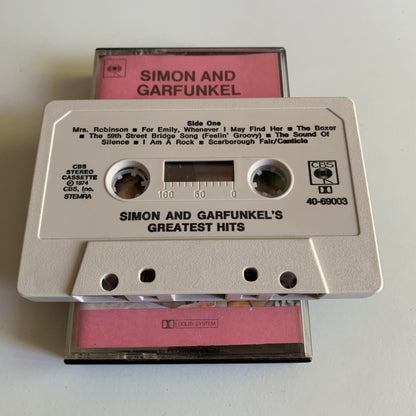 SIMON AND
GARFUNKEL
Side One
Mrs. Robinson ▪ For Emily, Whenever I May Find Her ▪ The Boxer
▪ The 59th Street Bridge Song (Feelin' Groovy) ▪ The Sound Of
Silence ▪ I Am A Rock ▪ Scarborough Fair/Canticle
CBS
STEREO
CASSETTE
℗ 1974
CBS, Inc.
STEMRA
100 50 0
CBS
40-69003
SIMON AND GARFUNKEL'S
GREATEST HITS
DOLBY SYSTEM